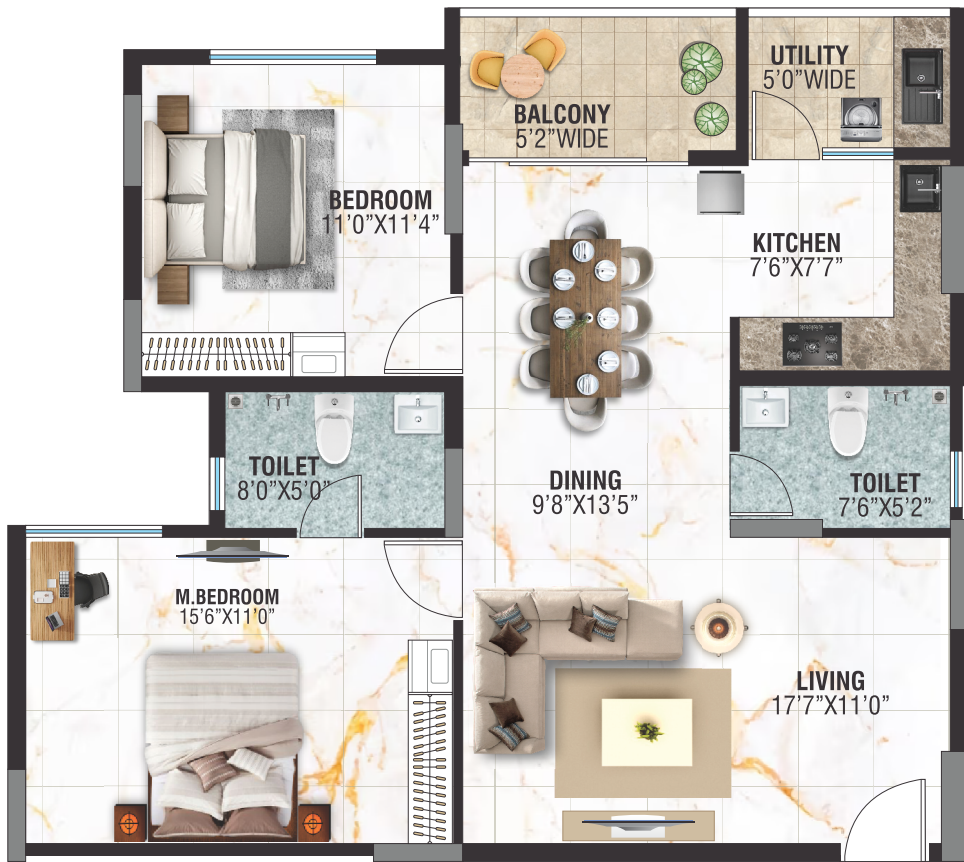 UTILITY
5’0”WIDE
BALCONY
5’2”WIDE
BEDROOM
11’0”X11’4”
KITCHEN
7’6”X7’7”
TOILET
8’0”X5’0”
DINING
9’8”X13’5”
TOILET
7’6”X5’2”
M.BEDROOM
15’6”X11’0”
LIVING
17’7”X11’0”